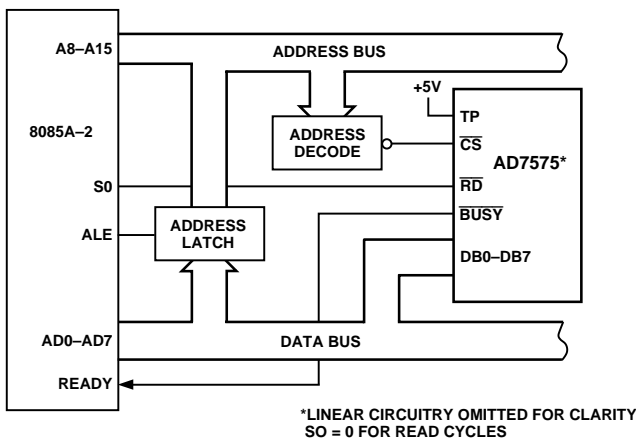 A8–A15
ADDRESS BUS
+5V
TP
8085A–2
ADDRESS
DECODE
CS
AD7575*
S0
RD
ALE
ADDRESS
LATCH
BUSY
DB0–DB7
AD0–AD7
DATA BUS
READY
*LINEAR CIRCUITRY OMITTED FOR CLARITY
SO = 0 FOR READ CYCLES